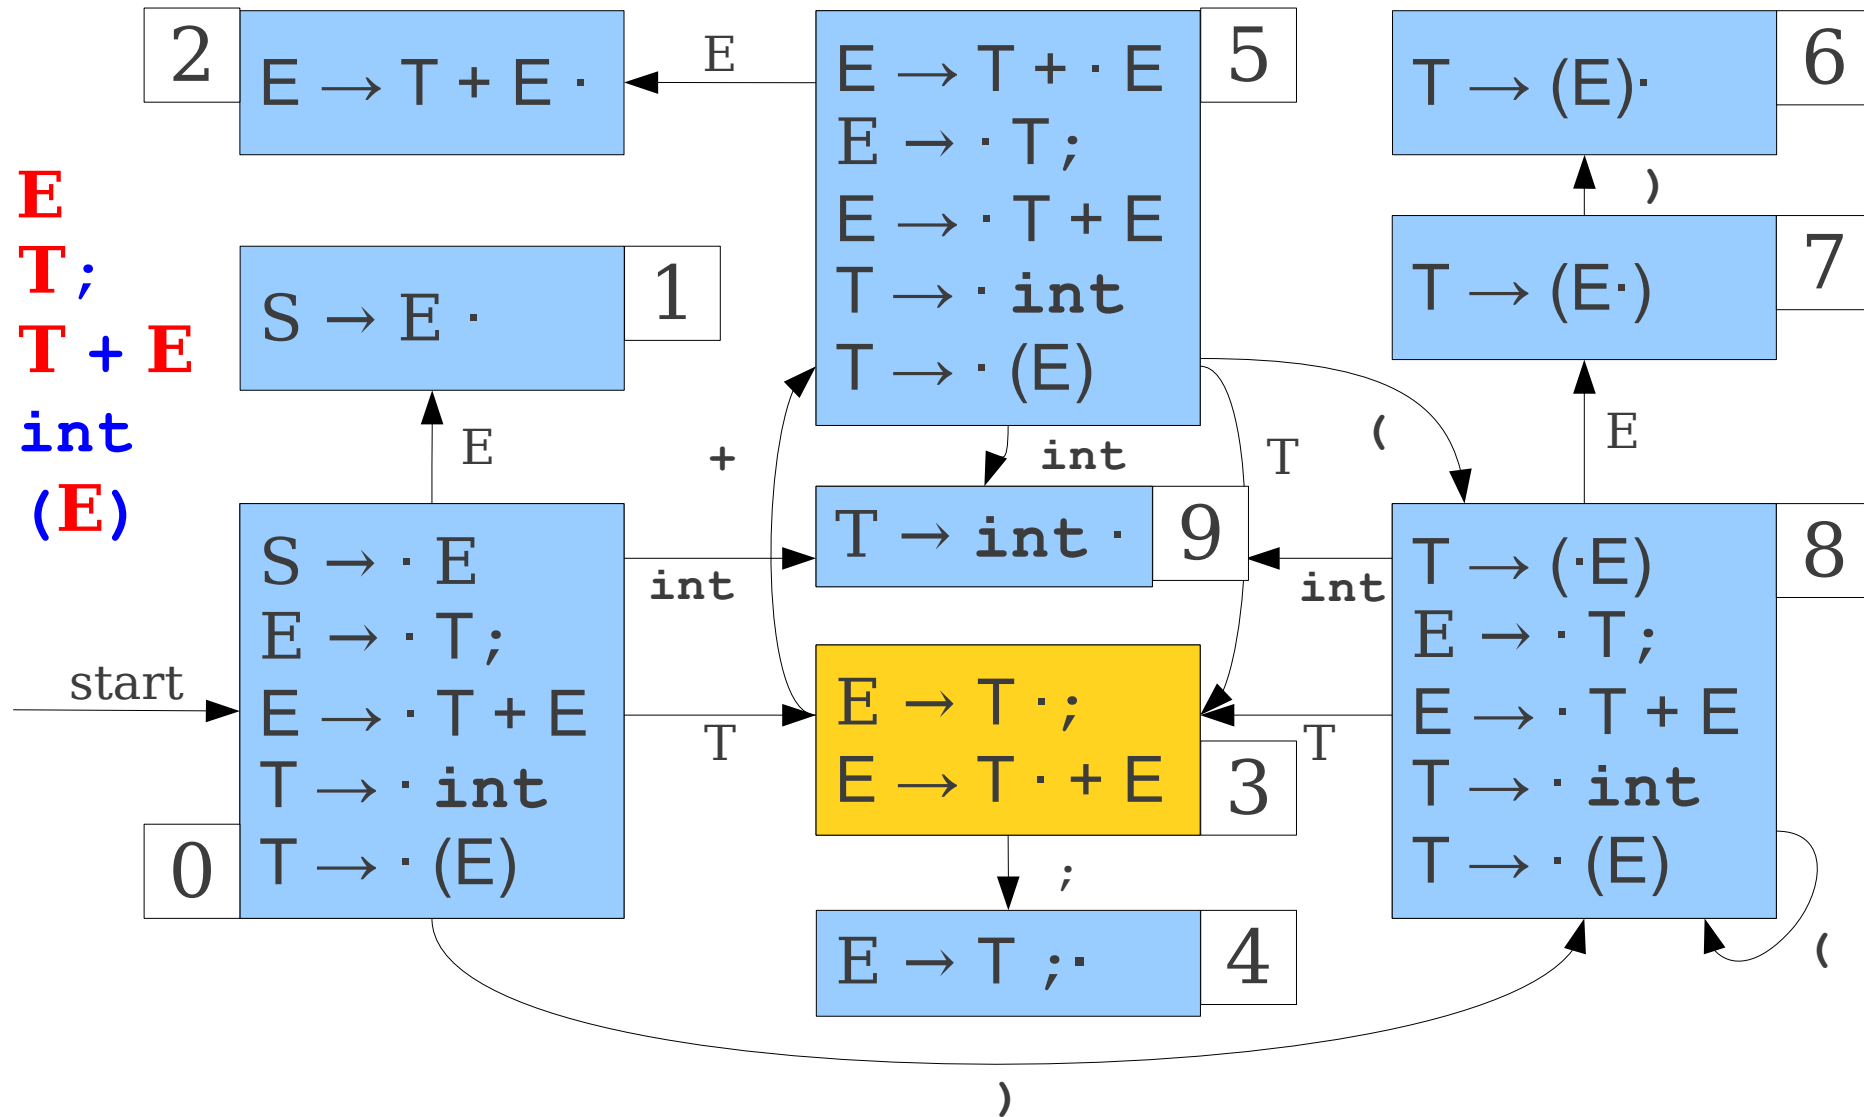 2
E → T + E ·
E
E → T + · E
E → · T ;
E → · T + E
T → · int
T → · (E)
5
T → (E)·
6
)
T → (E·)
7
E
T ;
T + E
int
(E)
S → E ·
1
E
+
int
T
(
E
T → int ·
9
start
S → · E
E → · T ;
E → · T + E
T → · int
T → · (E)
0
int
T
E → T · ;
E → T · + E
3
int
T
T → (·E)
E → · T ;
E → · T + E
T → · int
T → · (E)
8
;
E → T ;·
4
(
)